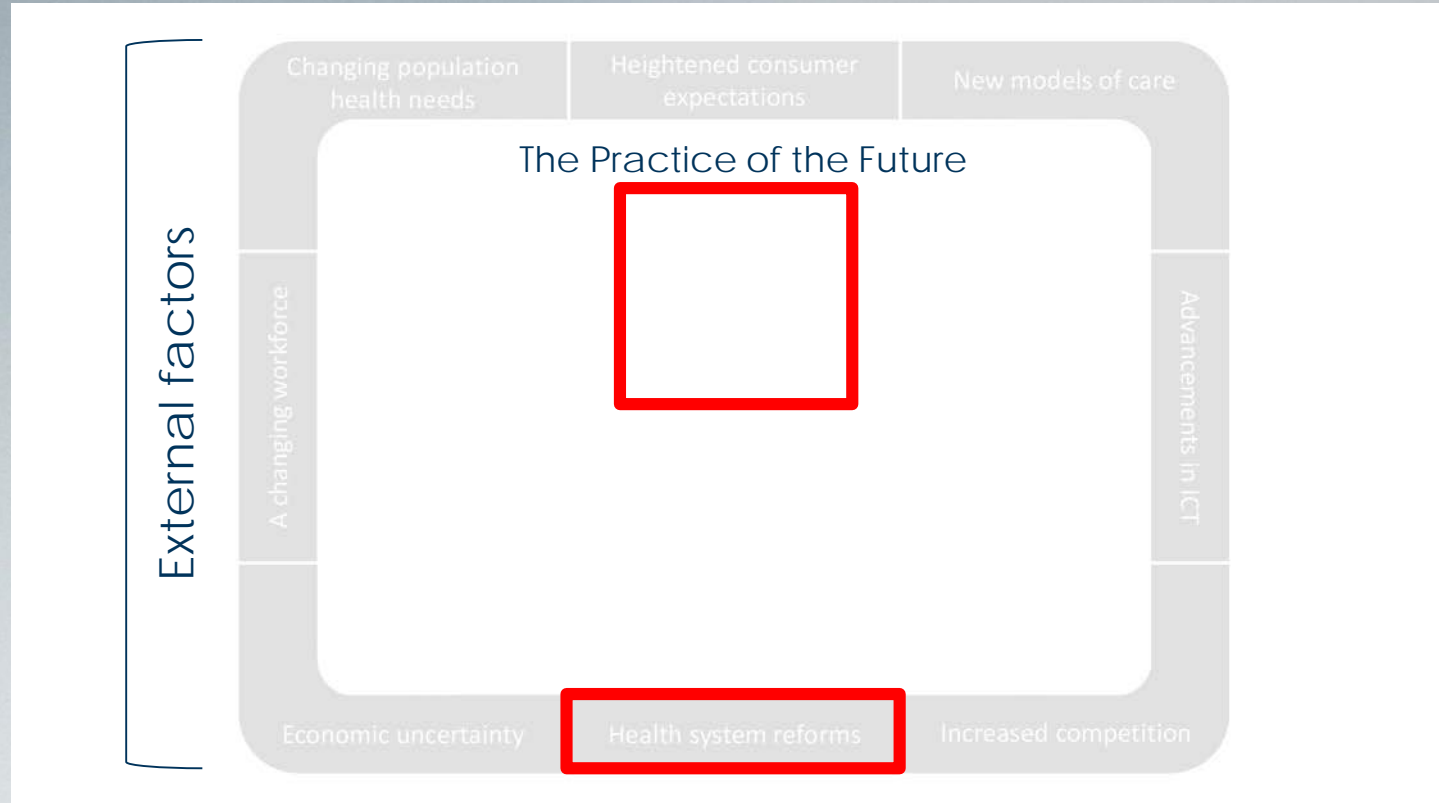 External factors
Changing population
health needs
Heightened consumer
expectations
New models of care
The Practice of the Future
A changing workforce
Advancements in ICT
Economic uncertainty
Health system reforms
Increased competition